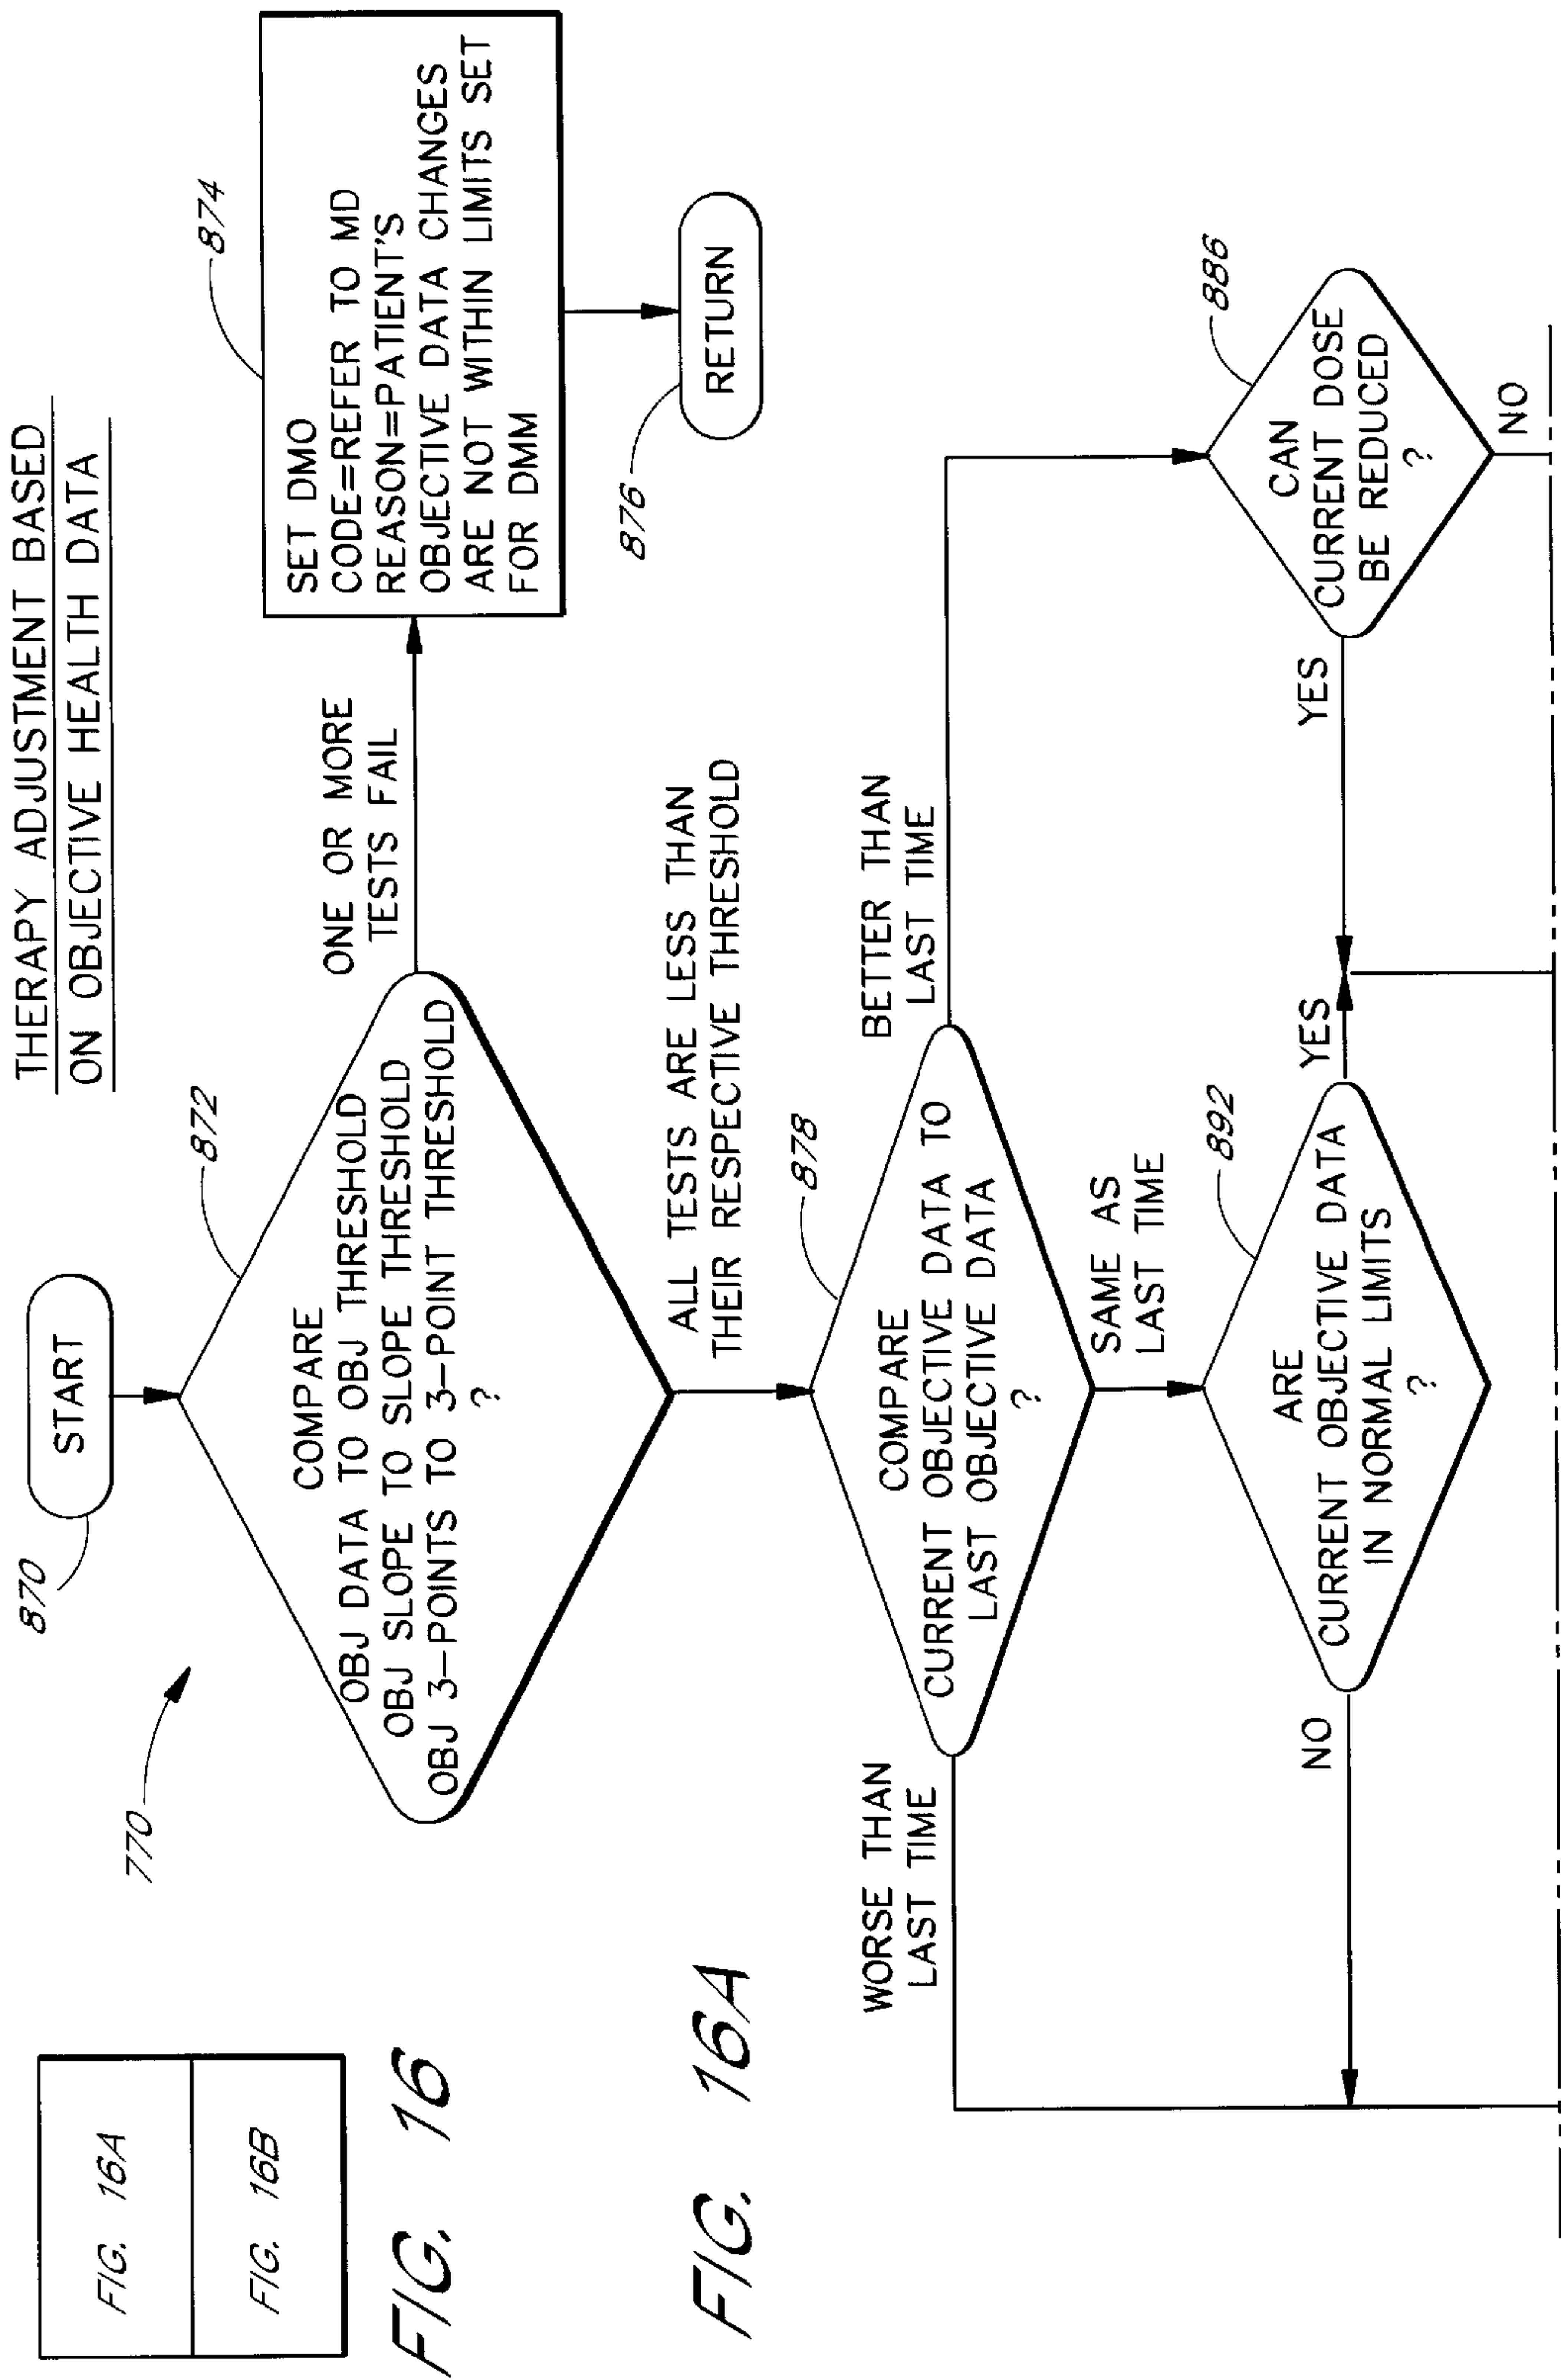 THERAPY ADJUSTMENT BASED
ON OBJECTIVE HEALTH DATA
FIG. 16A
FIG. 16B
FIG. 16
FIG. 16A
770
870
START
872
COMPARE
OBJ DATA TO OBJ THRESHOLD
OBJ SLOPE TO SLOPE THRESHOLD
OBJ 3-POINTS TO 3-POINT THRESHOLD
?
ONE OR MORE
TESTS FAIL
874
SET DMO
CODE=REFER TO MD
REASON=PATIENT'S
OBJECTIVE DATA CHANGES
ARE NOT WITHIN LIMITS SET
FOR DMM
876
RETURN
ALL TESTS ARE LESS THAN
THEIR RESPECTIVE THRESHOLD
878
COMPARE
CURRENT OBJECTIVE DATA TO
LAST OBJECTIVE DATA
?
WORSE THAN
LAST TIME
BETTER THAN
LAST TIME
SAME AS
LAST TIME
892
ARE
CURRENT OBJECTIVE DATA
IN NORMAL LIMITS
?
NO
YES
YES
886
CAN
CURRENT DOSE
BE REDUCED
?
NO